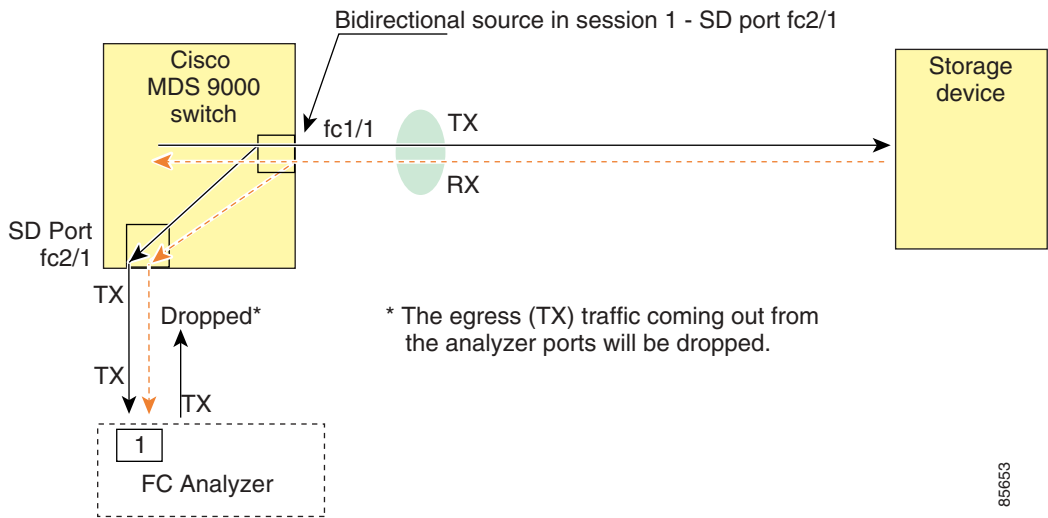 Bidirectional source in session 1 - SD port fc2/1
Cisco
MDS 9000
switch
Storage
device
fc1/1
TX
RX
SD Port
fc2/1
TX
Dropped*
* The egress (TX) traffic coming out from
the analyzer ports will be dropped.
TX
TX
1
FC Analyzer
85653